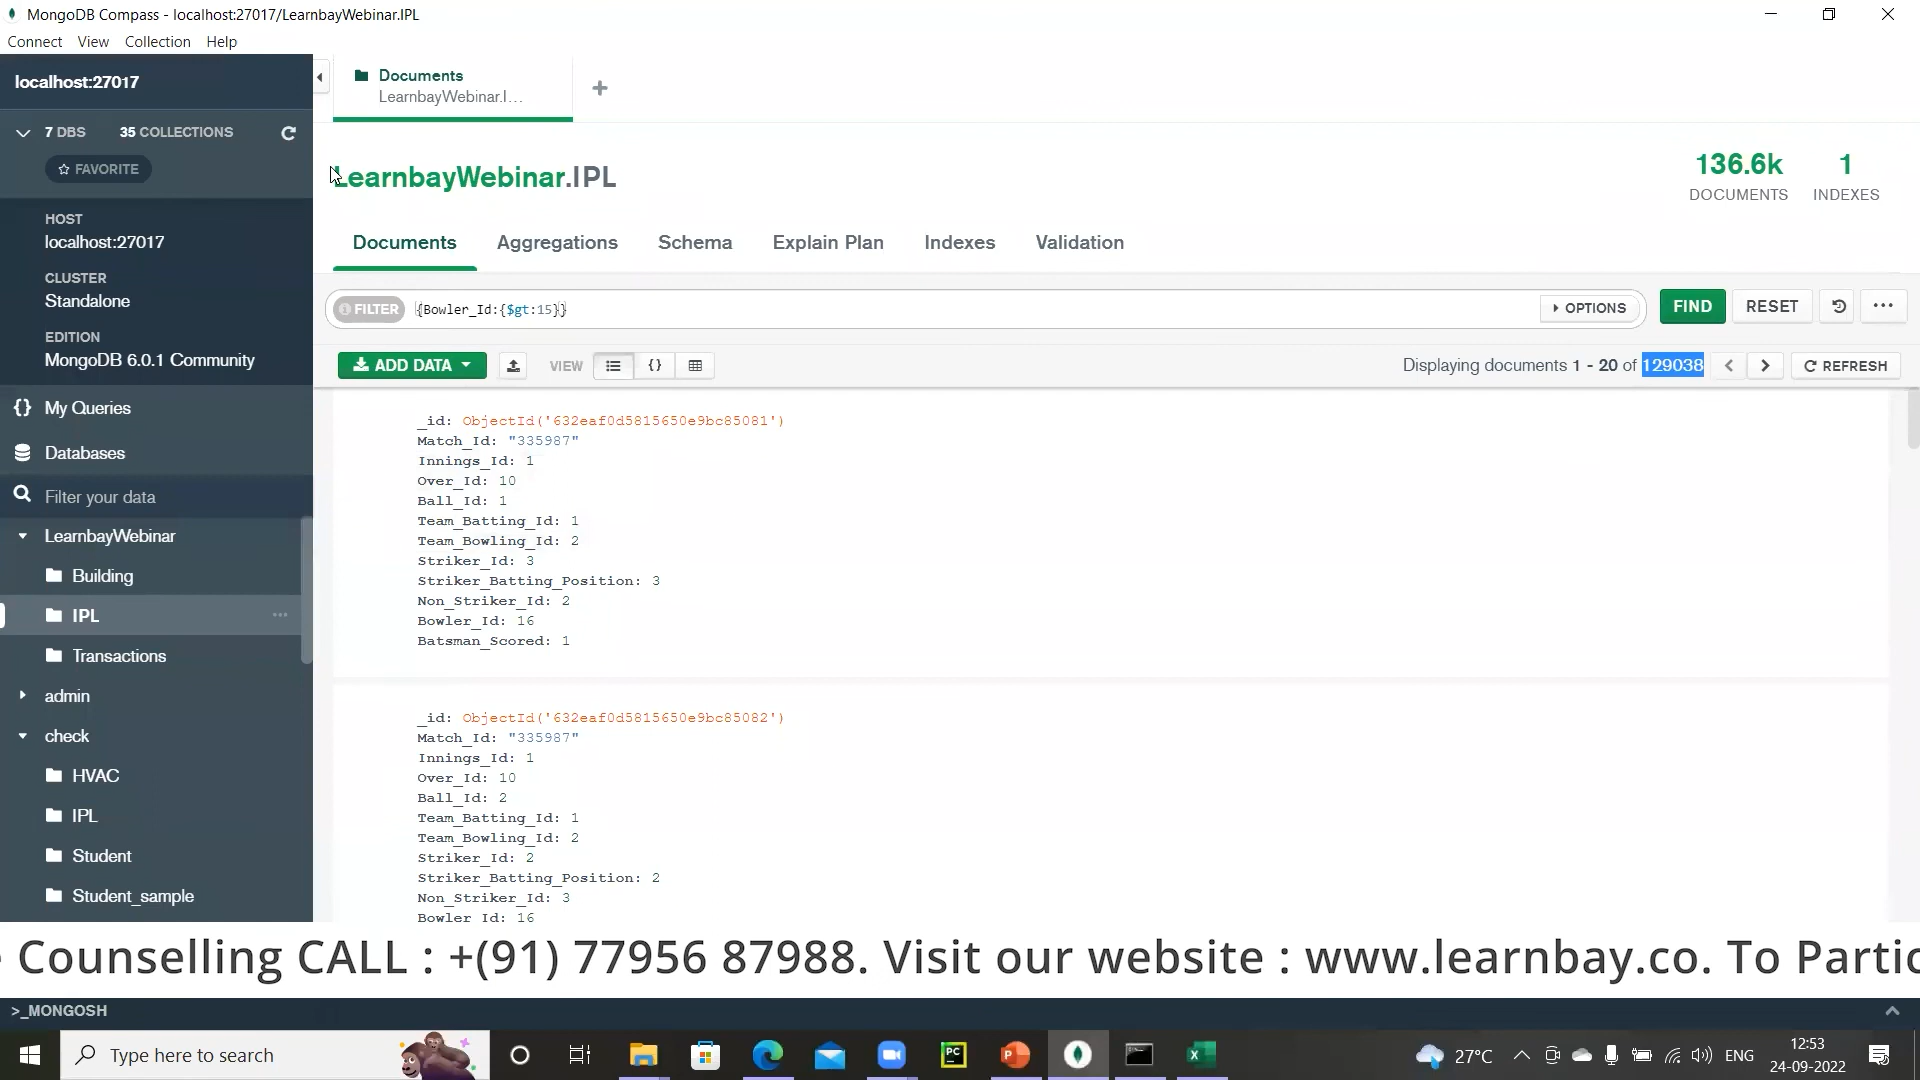 MongoDB Compass - localhost:27017/LearnbayWebinar.IPL
Connect View Collection Help
localhost:27017
7 DBS 35 COLLECTIONS
FAVORITE
HOST
localhost:27017
CLUSTER
Standalone
EDITION
MongoDB 6.0.1 Community
{} My Queries
Databases
Filter your data
LearnbayWebinar
Building
IPL
Transactions
admin
check
HVAC
IPL
Student
Student_sample
Documents
LearnbayWebinar.I...
LearnbayWebinar.IPL
136.6k
DOCUMENTS
1
INDEXES
Documents Aggregations Schema Explain Plan Indexes Validation
FILTER {Bowler_Id:{$gt:15}} OPTIONS FIND RESET
ADD DATA VIEW {} Displaying documents 1 - 20 of 129038 REFRESH
_id: ObjectId('632eaf0d5815650e9bc85081')
Match_Id: "335987"
Innings_Id: 1
Over_Id: 10
Ball_Id: 1
Team_Batting_Id: 1
Team_Bowling_Id: 2
Striker_Id: 3
Striker_Batting_Position: 3
Non_Striker_Id: 2
Bowler_Id: 16
Batsman_Scored: 1
_id: ObjectId('632eaf0d5815650e9bc85082')
Match_Id: "335987"
Innings_Id: 1
Over_Id: 10
Ball_Id: 2
Team_Batting_Id: 1
Team_Bowling_Id: 2
Striker_Id: 2
Striker_Batting_Position: 2
Non_Striker_Id: 3
Bowler_Id: 16
Counselling CALL : +(91) 77956 87988. Visit our website : www.learnbay.co. To Partic
>_MONGOSH
Type here to search
PC
P
27°C
ENG
12:53
24-09-2022